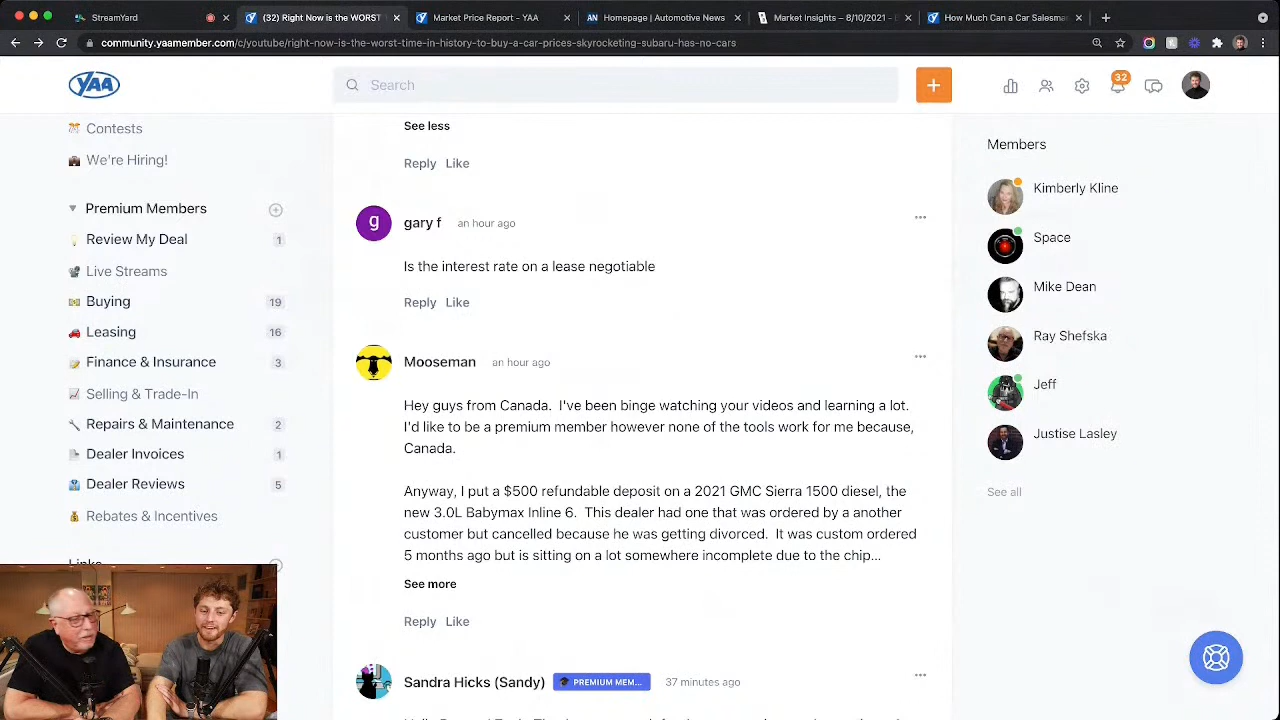 StreamYard
(32) Right Now is the WORST
Market Price Report - YAA
Homepage | Automotive News
Market Insights – 8/10/2021 –
How Much Can a Car Salesma
community.yaamember.com/c/youtube/right-now-is-the-worst-time-in-history-to-buy-a-car-prices-skyrocketing-subaru-has-no-cars
YAA
Search
32
Contests
We're Hiring!
Premium Members
Review My Deal 1
Live Streams
Buying 19
Leasing 16
Finance & Insurance 3
Selling & Trade-In
Repairs & Maintenance 2
Dealer Invoices 1
Dealer Reviews 5
Rebates & Incentives
Links
See less
Reply Like
g
gary f an hour ago
Is the interest rate on a lease negotiable
Reply Like
Mooseman an hour ago
Hey guys from Canada. I've been binge watching your videos and learning a lot.
I'd like to be a premium member however none of the tools work for me because,
Canada.
Anyway, I put a $500 refundable deposit on a 2021 GMC Sierra 1500 diesel, the
new 3.0L Babymax Inline 6. This dealer had one that was ordered by a another
customer but cancelled because he was getting divorced. It was custom ordered
5 months ago but is sitting on a lot somewhere incomplete due to the chip...
See more
Reply Like
Sandra Hicks (Sandy) PREMIUM MEM... 37 minutes ago
Members
Kimberly Kline
Space
Mike Dean
Ray Shefska
Jeff
Justise Lasley
See all